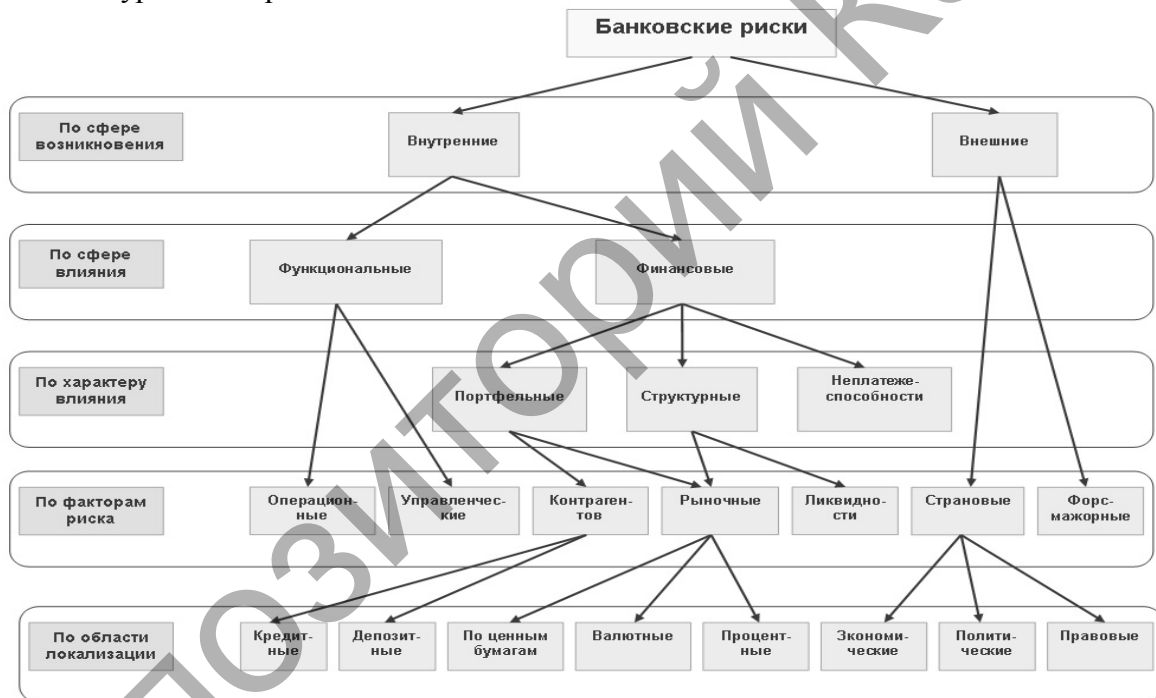 Банковские риски
По сфере
возникновения
Внутренние
Внешние
По сфере
влияния
Функциональные
Финансовые
По характеру
влияния
Портфельные
Структурные
Неплатеже-
способности
По факторам
риска
Операцион-
ные
Управленчес-
кие
Контраген-
тов
Рыночные
Ликвидно-
сти
Страновые
Форс-
мажорные
По области
локализации
Кредит-
ные
Депозит-
ные
По ценным
бумагам
Валютные
Процент-
ные
Экономи-
ческие
Полити-
ческие
Правовые
позиторий К